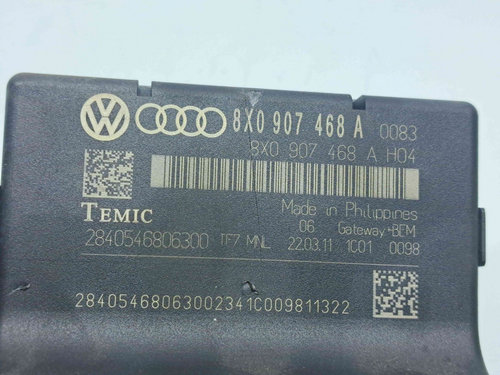 8X0 907 468 A 0083
8X0 907 468 A H04
TEMIC
Made in Philippines
06 Gateway+BEM
2840546806300 TF7 MNL 22.03.11 1C01 0098
28405468063002341C009811322